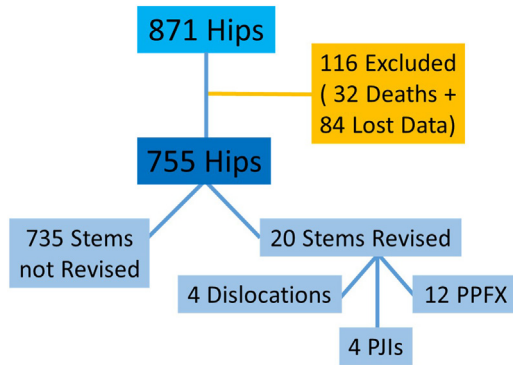 871 Hips
116 Excluded
( 32 Deaths +
84 Lost Data)
755 Hips
735 Stems
not Revised
20 Stems Revised
4 Dislocations
12 PPFX
4 PJIs